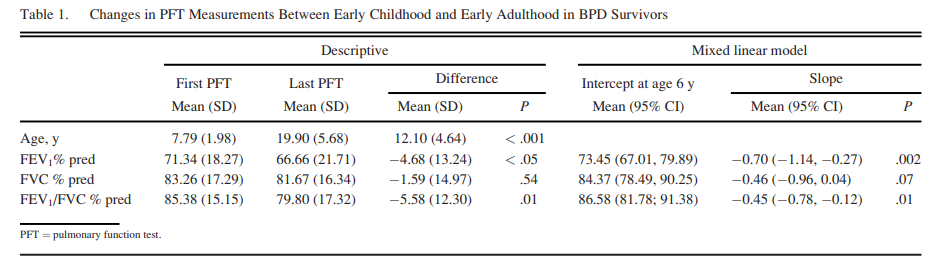 Table 1. Changes in PFT Measurements Between Early Childhood and Early Adulthood in BPD Survivors
Descriptive Mixed linear model
First PFT Last PFT Difference Intercept at age 6 y Slope
Mean (SD) Mean (SD) Mean (SD) P Mean (95% CI) Mean (95% CI) P
Age, y 7.79 (1.98) 19.90 (5.68) 12.10 (4.64) < .001
FEV₁% pred 71.34 (18.27) 66.66 (21.71) −4.68 (13.24) < .05 73.45 (67.01, 79.89) −0.70 (−1.14, −0.27) .002
FVC % pred 83.26 (17.29) 81.67 (16.34) −1.59 (14.97) .54 84.37 (78.49, 90.25) −0.46 (−0.96, 0.04) .07
FEV₁/FVC % pred 85.38 (15.15) 79.80 (17.32) −5.58 (12.30) .01 86.58 (81.78; 91.38) −0.45 (−0.78, −0.12) .01
PFT = pulmonary function test.